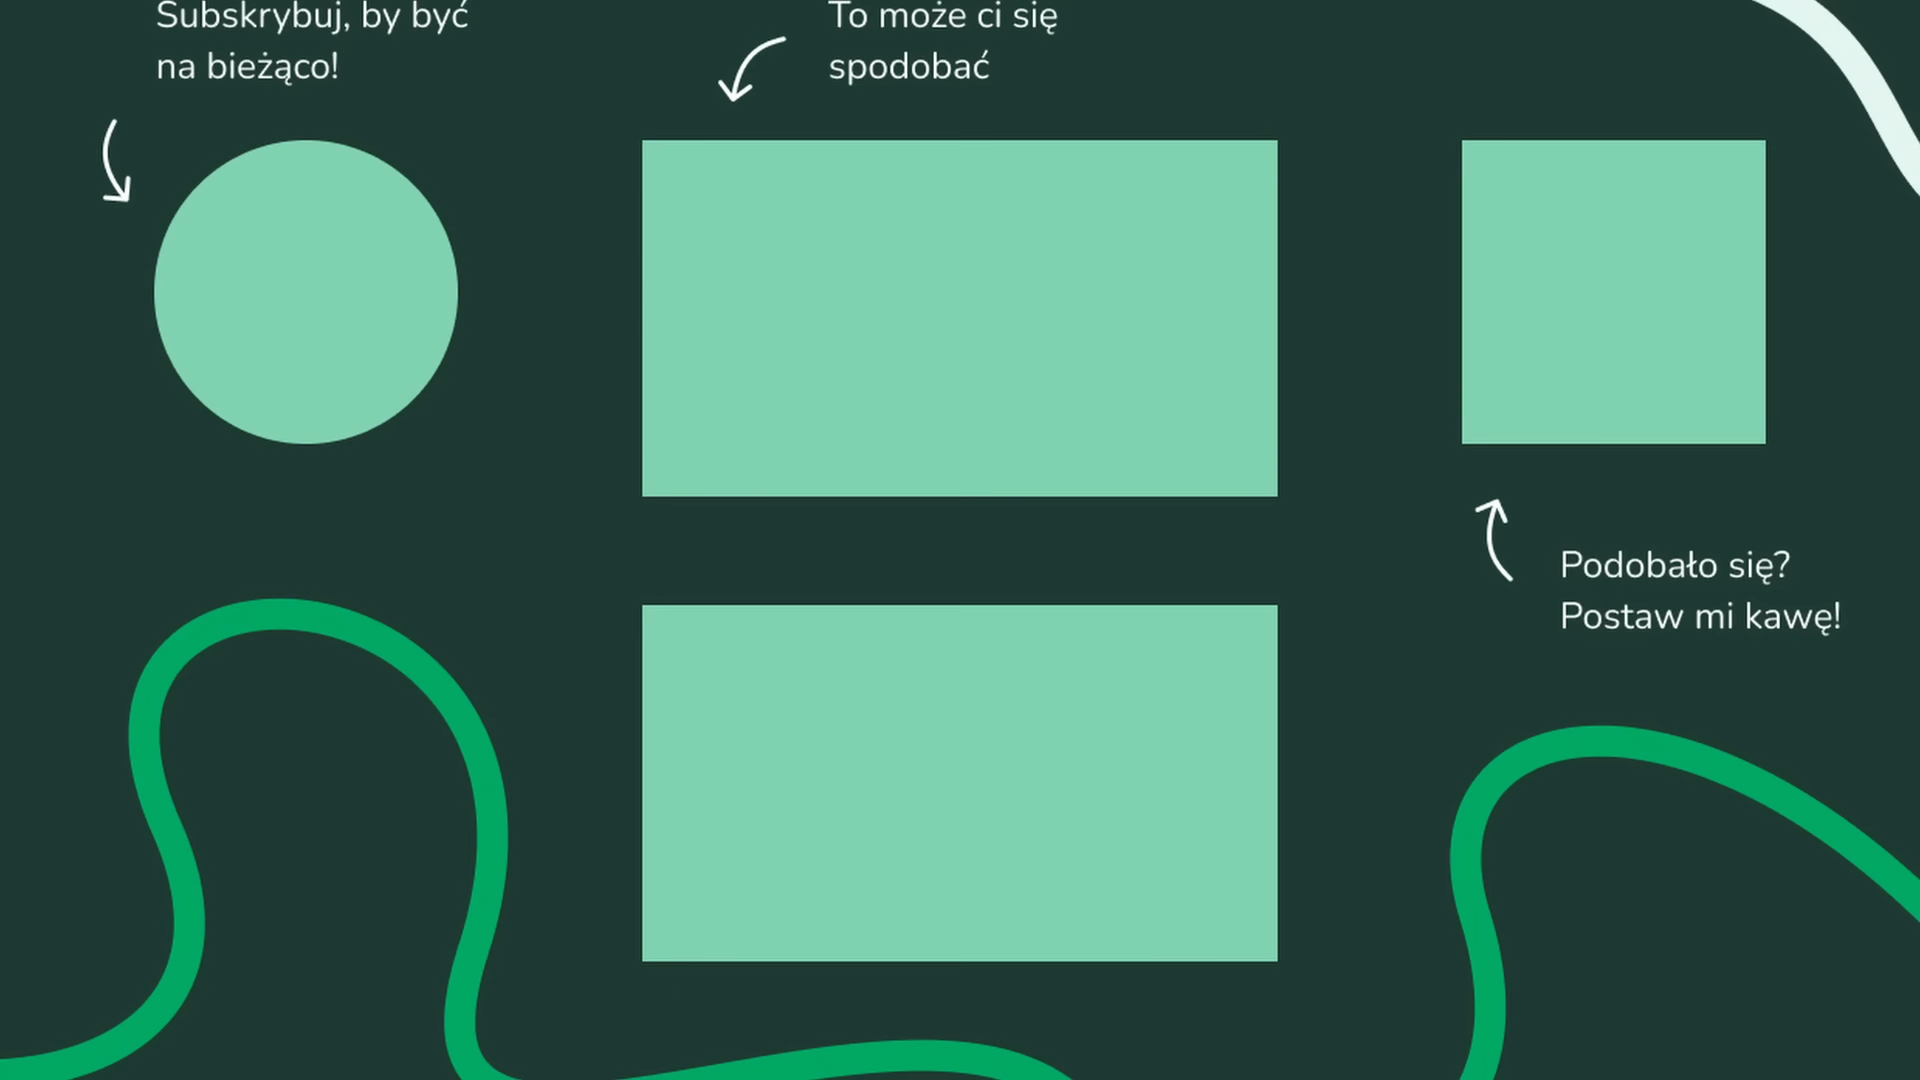 Subskrybuj, by być
na bieżąco!
To może ci się
spodobać
Podobało się?
Postaw mi kawę!